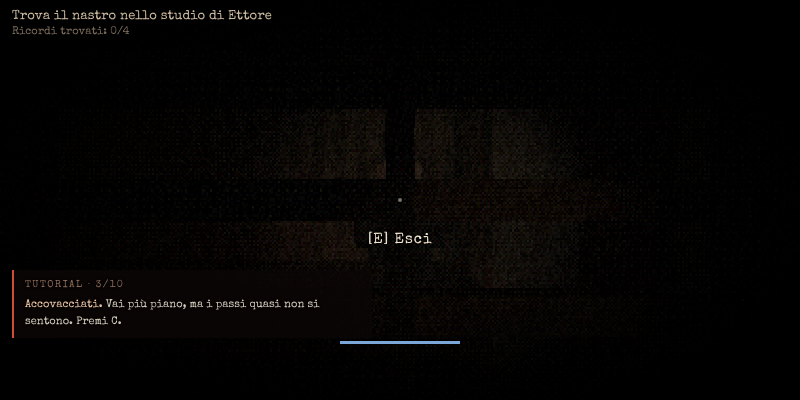 Trova il nastro nello studio di Ettore
Ricordi trovati: 0/4
[E] Esci
TUTORIAL · 3/10
Accovacciati. Vai più piano, ma i passi quasi non si
sentono. Premi C.